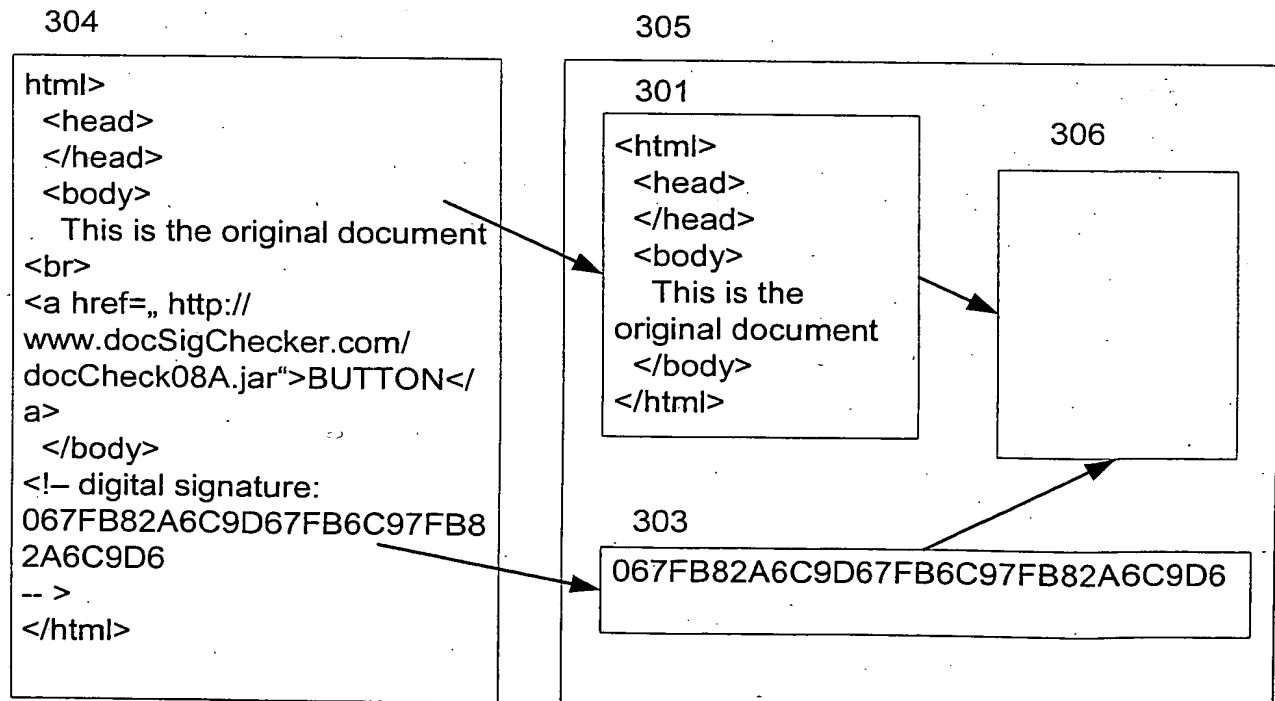 304
html>
<head>
</head>
<body>
This is the original document
<br>
<a href=„ http://
www.docSigChecker.com/
docCheck08A.jar“>BUTTON</
a>
</body>
<!– digital signature:
067FB82A6C9D67FB6C97FB8
2A6C9D6
-- >
</html>
305
301
<html>
<head>
</head>
<body>
This is the
original document
</body>
</html>
306
303
067FB82A6C9D67FB6C97FB82A6C9D6